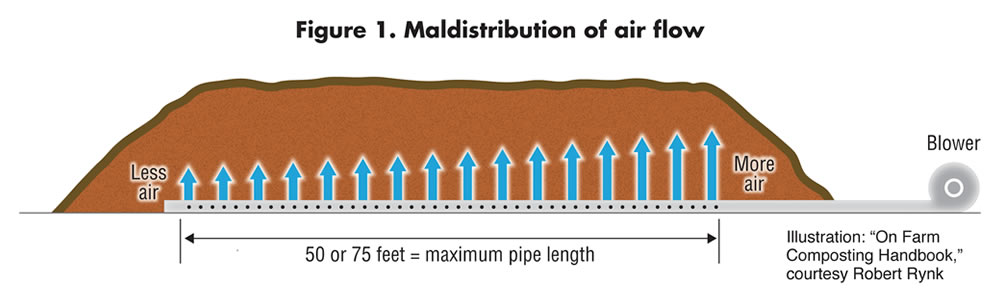 Figure 1. Maldistribution of air flow
Blower
Less
air
More
air
50 or 75 feet = maximum pipe length
Illustration: “On Farm
Composting Handbook,”
courtesy Robert Rynk